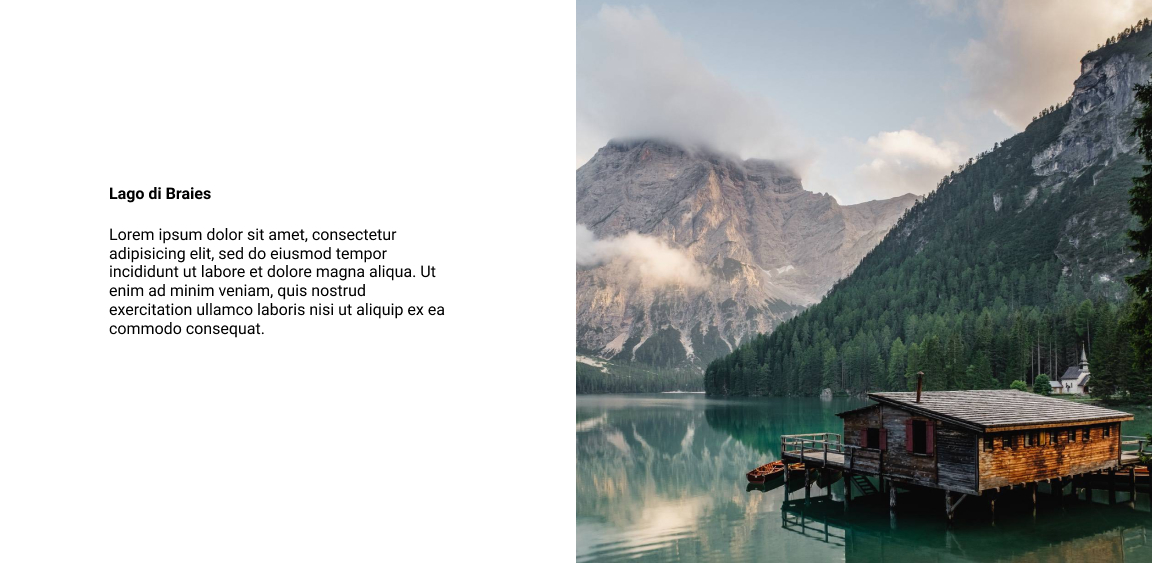 Lago di Braies
Lorem ipsum dolor sit amet, consectetur
adipisicing elit, sed do eiusmod tempor
incididunt ut labore et dolore magna aliqua. Ut
enim ad minim veniam, quis nostrud
exercitation ullamco laboris nisi ut aliquip ex ea
commodo consequat.